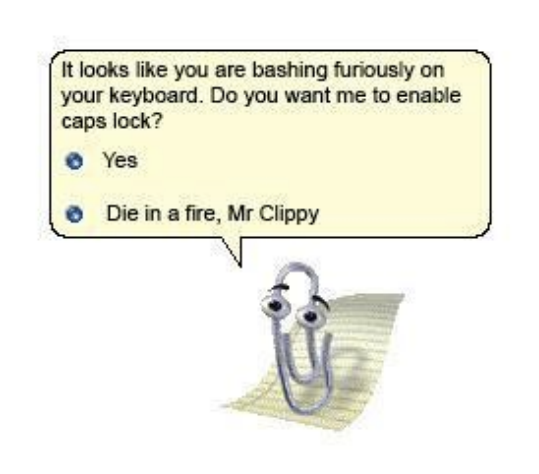 It looks like you are bashing furiously on
your keyboard. Do you want me to enable
caps lock?
Yes
Die in a fire, Mr Clippy